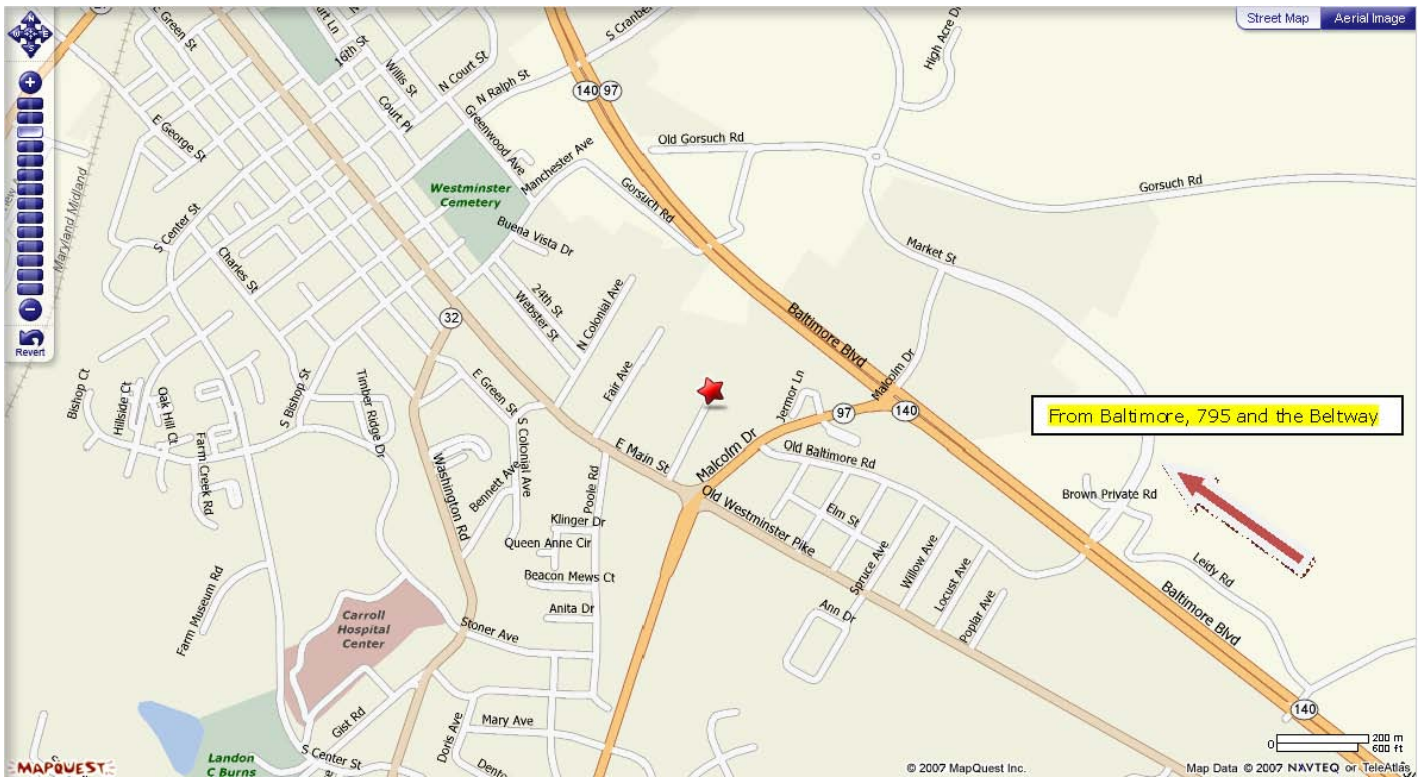 Street Map
Aerial Image
W
E
S
Revert
E Green St
16th St
Willis St
N Court St
Court Pl
N Ralph St
S Cranber
140
97
High Acre Dr
E George St
Greenwood Ave
Manchester Ave
Old Gorsuch Rd
Gorsuch Rd
Gorsuch Rd
Westminster
Cemetery
Maryland Midland
S Center St
Charles St
Buena Vista Dr
Market St
24th St
Webster St
N Colonial Ave
32
Baltimore Blvd
Fair Ave
Malcolm Dr
Bishop Ct
Hillside Ct
Oak Hill Ct
S Bishop St
Timber Ridge Dr
E Green St
S Colonial Ave
Jermor Ln
97
140
From Baltimore, 795 and the Beltway
Farm Creek Rd
Washington Rd
Bennett Ave
E Main St
Poole Rd
Malcolm Dr
Old Baltimore Rd
Old Westminster Pike
Brown Private Rd
Klinger Dr
Queen Anne Cir
Elm St
Spruce Ave
Willow Ave
Locust Ave
Poplar Ave
Leidy Rd
Beacon Mews Ct
Anita Dr
Ann Dr
Baltimore Blvd
Farm Museum Rd
Carroll
Hospital
Center
Stoner Ave
Gist Rd
Doris Ave
Mary Ave
140
Landon
C Burns
S Center St
0
200 m
600 ft
MAPQUEST
© 2007 MapQuest Inc.
Map Data © 2007 NAVTEQ or TeleAtlas